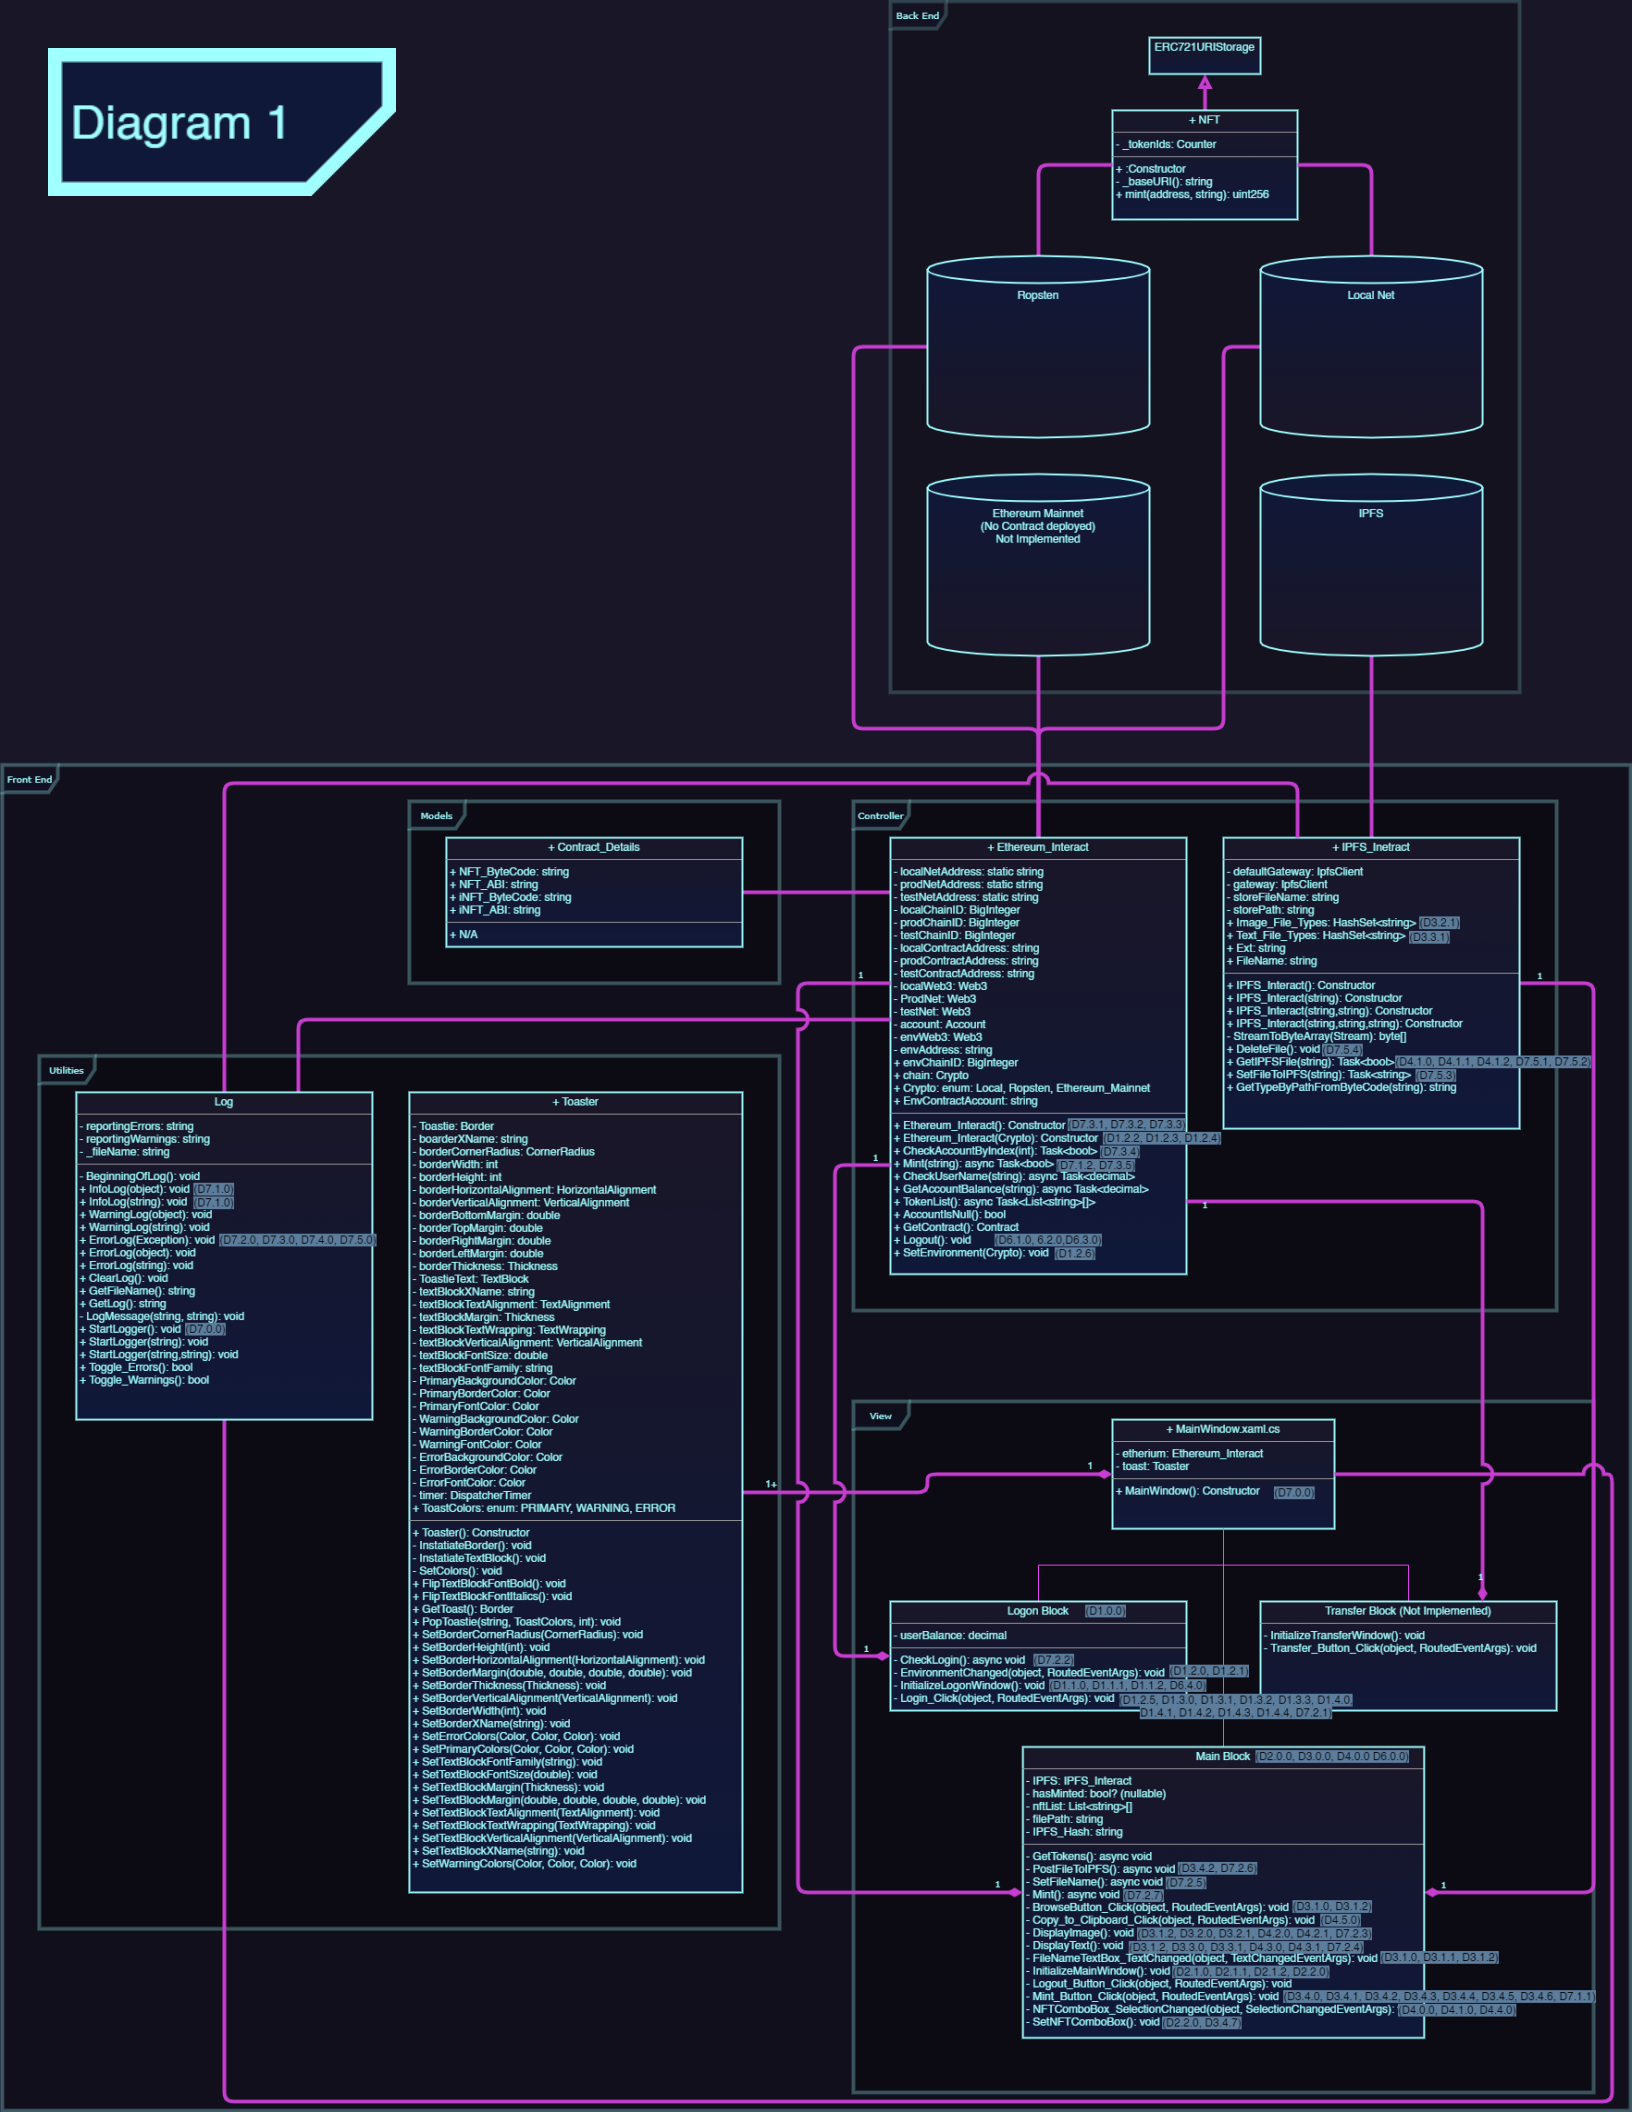 Diagram 1
Back End
ERC721URIStorage
+ NFT
- _tokenIds: Counter
+ :Constructor
- _baseURI(): string
+ mint(address, string): uint256
Ropsten
Local Net
Ethereum Mainnet
(No Contract deployed)
Not Implemented
IPFS
Front End
Models
+ Contract_Details
+ NFT_ByteCode: string
+ NFT_ABI: string
+ iNFT_ByteCode: string
+ iNFT_ABI: string
+ N/A
Controller
+ Ethereum_Interact
- localNetAddress: static string
- prodNetAddress: static string
- testNetAddress: static string
- localChainID: BigInteger
- prodChainID: BigInteger
- testChainID: BigInteger
- localContractAddress: string
- prodContractAddress: string
- testContractAddress: string
- localWeb3: Web3
- ProdNet: Web3
- testNet: Web3
- account: Account
- envWeb3: Web3
- envAddress: string
+ envChainID: BigInteger
+ chain: Crypto
+ Crypto: enum: Local, Ropsten, Ethereum_Mainnet
+ EnvContractAccount: string
+ Ethereum_Interact(): Constructor (D7.3.1, D7.3.2, D7.3.3)
+ Ethereum_Interact(Crypto): Constructor (D1.2.2, D1.2.3, D1.2.4)
+ CheckAccountByIndex(int): Task<bool> (D7.3.4)
+ Mint(string): async Task<bool> (D7.1.2, D7.3.5)
+ CheckUserName(string): async Task<decimal>
+ GetAccountBalance(string): async Task<decimal>
+ TokenList(): async Task<List<string>[]>
+ AccountIsNull(): bool
+ GetContract(): Contract
+ Logout(): void (D6.1.0, 6.2.0,D6.3.0)
+ SetEnvironment(Crypto): void (D1.2.6)
1
1
1
+ IPFS_Inetract
- defaultGateway: IpfsClient
- gateway: IpfsClient
- storeFileName: string
- storePath: string
+ Image_File_Types: HashSet<string> (D3.2.1)
+ Text_File_Types: HashSet<string> (D3.3.1)
+ Ext: string
+ FileName: string
+ IPFS_Interact(): Constructor
+ IPFS_Interact(string): Constructor
+ IPFS_Interact(string,string): Constructor
+ IPFS_Interact(string,string,string): Constructor
- StreamToByteArray(Stream): byte[]
+ DeleteFile(): void (D7.5.4)
+ GetIPFSFile(string): Task<bool> (D4.1.0, D4.1.1, D4.1.2, D7.5.1, D7.5.2)
+ SetFileToIPFS(string): Task<string> (D7.5.3)
+ GetTypeByPathFromByteCode(string): string
1
Utilities
Log
- reportingErrors: string
- reportingWarnings: string
- _fileName: string
- BeginningOfLog(): void
+ InfoLog(object): void (D7.1.0)
+ InfoLog(string): void (D7.1.0)
+ WarningLog(object): void
+ WarningLog(string): void
+ ErrorLog(Exception): void (D7.2.0, D7.3.0, D7.4.0, D7.5.0)
+ ErrorLog(object): void
+ ErrorLog(string): void
+ ClearLog(): void
+ GetFileName(): string
+ GetLog(): string
- LogMessage(string, string): void
+ StartLogger(): void (D7.0.0)
+ StartLogger(string): void
+ StartLogger(string,string): void
+ Toggle_Errors(): bool
+ Toggle_Warnings(): bool
+ Toaster
- Toastie: Border
- boarderXName: string
- borderCornerRadius: CornerRadius
- borderWidth: int
- borderHeight: int
- borderHorizontalAlignment: HorizontalAlignment
- borderVerticalAlignment: VerticalAlignment
- borderBottomMargin: double
- borderTopMargin: double
- borderRightMargin: double
- borderLeftMargin: double
- borderThickness: Thickness
- ToastieText: TextBlock
- textBlockXName: string
- textBlockTextAlignment: TextAlignment
- textBlockMargin: Thickness
- textBlockTextWrapping: TextWrapping
- textBlockVerticalAlignment: VerticalAlignment
- textBlockFontSize: double
- textBlockFontFamily: string
- PrimaryBackgroundColor: Color
- PrimaryBorderColor: Color
- PrimaryFontColor: Color
- WarningBackgroundColor: Color
- WarningBorderColor: Color
- WarningFontColor: Color
- ErrorBackgroundColor: Color
- ErrorBorderColor: Color
- ErrorFontColor: Color
- timer: DispatcherTimer
+ ToastColors: enum: PRIMARY, WARNING, ERROR
+ Toaster(): Constructor
- InstatiateBorder(): void
- InstatiateTextBlock(): void
- SetColors(): void
+ FlipTextBlockFontBold(): void
+ FlipTextBlockFontItalics(): void
+ GetToast(): Border
+ PopToastie(string, ToastColors, int): void
+ SetBorderCornerRadius(CornerRadius): void
+ SetBorderHeight(int): void
+ SetBorderHorizontalAlignment(HorizontalAlignment): void
+ SetBorderMargin(double, double, double, double): void
+ SetBorderThickness(Thickness): void
+ SetBorderVerticalAlignment(VerticalAlignment): void
+ SetBorderWidth(int): void
+ SetBorderXName(string): void
+ SetErrorColors(Color, Color, Color): void
+ SetPrimaryColors(Color, Color, Color): void
+ SetTextBlockFontFamily(string): void
+ SetTextBlockFontSize(double): void
+ SetTextBlockMargin(Thickness): void
+ SetTextBlockMargin(double, double, double, double): void
+ SetTextBlockTextAlignment(TextAlignment): void
+ SetTextBlockTextWrapping(TextWrapping): void
+ SetTextBlockVerticalAlignment(VerticalAlignment): void
+ SetTextBlockXName(string): void
+ SetWarningColors(Color, Color, Color): void
1+
View
1
+ MainWindow.xaml.cs
- etherium: Ethereum_Interact
- toast: Toaster
+ MainWindow(): Constructor (D7.0.0)
1
Logon Block (D1.0.0)
- userBalance: decimal
- CheckLogin(): async void (D7.2.2)
- EnvironmentChanged(object, RoutedEventArgs): void (D1.2.0, D1.2.1)
- InitializeLogonWindow(): void (D1.1.0, D1.1.1, D1.1.2, D6.4.0)
- Login_Click(object, RoutedEventArgs): void (D1.2.5, D1.3.0, D1.3.1, D1.3.2, D1.3.3, D1.4.0,
D1.4.1, D1.4.2, D1.4.3, D1.4.4, D7.2.1)
1
Transfer Block (Not Implemented)
- InitializeTransferWindow(): void
- Transfer_Button_Click(object, RoutedEventArgs): void
Main Block (D2.0.0, D3.0.0, D4.0.0 D6.0.0)
- IPFS: IPFS_Interact
- hasMinted: bool? (nullable)
- nftList: List<string>[]
- filePath: string
- IPFS_Hash: string
- GetTokens(): async void
- PostFileToIPFS(): async void (D3.4.2, D7.2.6)
- SetFileName(): async void (D7.2.5)
- Mint(): async void (D7.2.7)
- BrowseButton_Click(object, RoutedEventArgs): void (D3.1.0, D3.1.2)
- Copy_to_Clipboard_Click(object, RoutedEventArgs): void (D4.5.0)
- DisplayImage(): void (D3.1.2, D3.2.0, D3.2.1, D4.2.0, D4.2.1, D7.2.3)
- DisplayText(): void (D3.1.2, D3.3.0, D3.3.1, D4.3.0, D4.3.1, D7.2.4)
- FileNameTextBox_TextChanged(object, TextChangedEventArgs): void (D3.1.0, D3.1.1, D3.1.2)
- InitializeMainWindow(): void (D2.1.0, D2.1.1, D2.1.2, D2.2.0)
- Logout_Button_Click(object, RoutedEventArgs): void
- Mint_Button_Click(object, RoutedEventArgs): void (D3.4.0, D3.4.1, D3.4.2, D3.4.3, D3.4.4, D3.4.5, D3.4.6, D7.1.1)
- NFTComboBox_SelectionChanged(object, SelectionChangedEventArgs): (D4.0.0, D4.1.0, D4.4.0)
- SetNFTComboBox(): void (D2.2.0, D3.4.7)
1
1